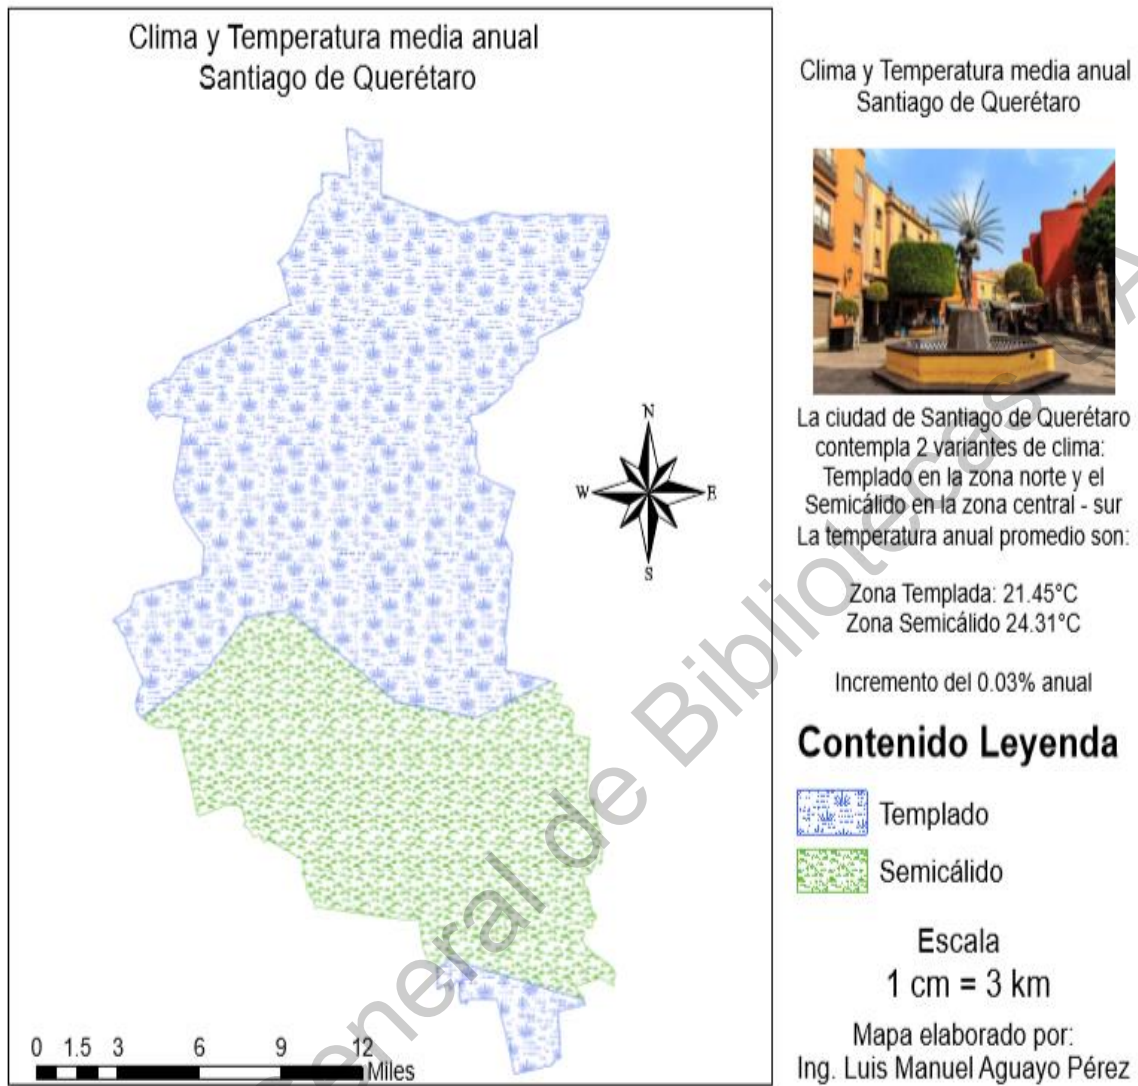 Clima y Temperatura media anual
Santiago de Querétaro
N
W
E
S
0 1.5 3 6 9 12
Miles
Clima y Temperatura media anual
Santiago de Querétaro
La ciudad de Santiago de Querétaro
contempla 2 variantes de clima:
Templado en la zona norte y el
Semicálido en la zona central - sur
La temperatura anual promedio son:
Zona Templada: 21.45°C
Zona Semicálido 24.31°C
Incremento del 0.03% anual
Contenido Leyenda
Templado
Semicálido
Escala
1 cm = 3 km
Mapa elaborado por:
Ing. Luis Manuel Aguayo Pérez
General de Bibliotecas